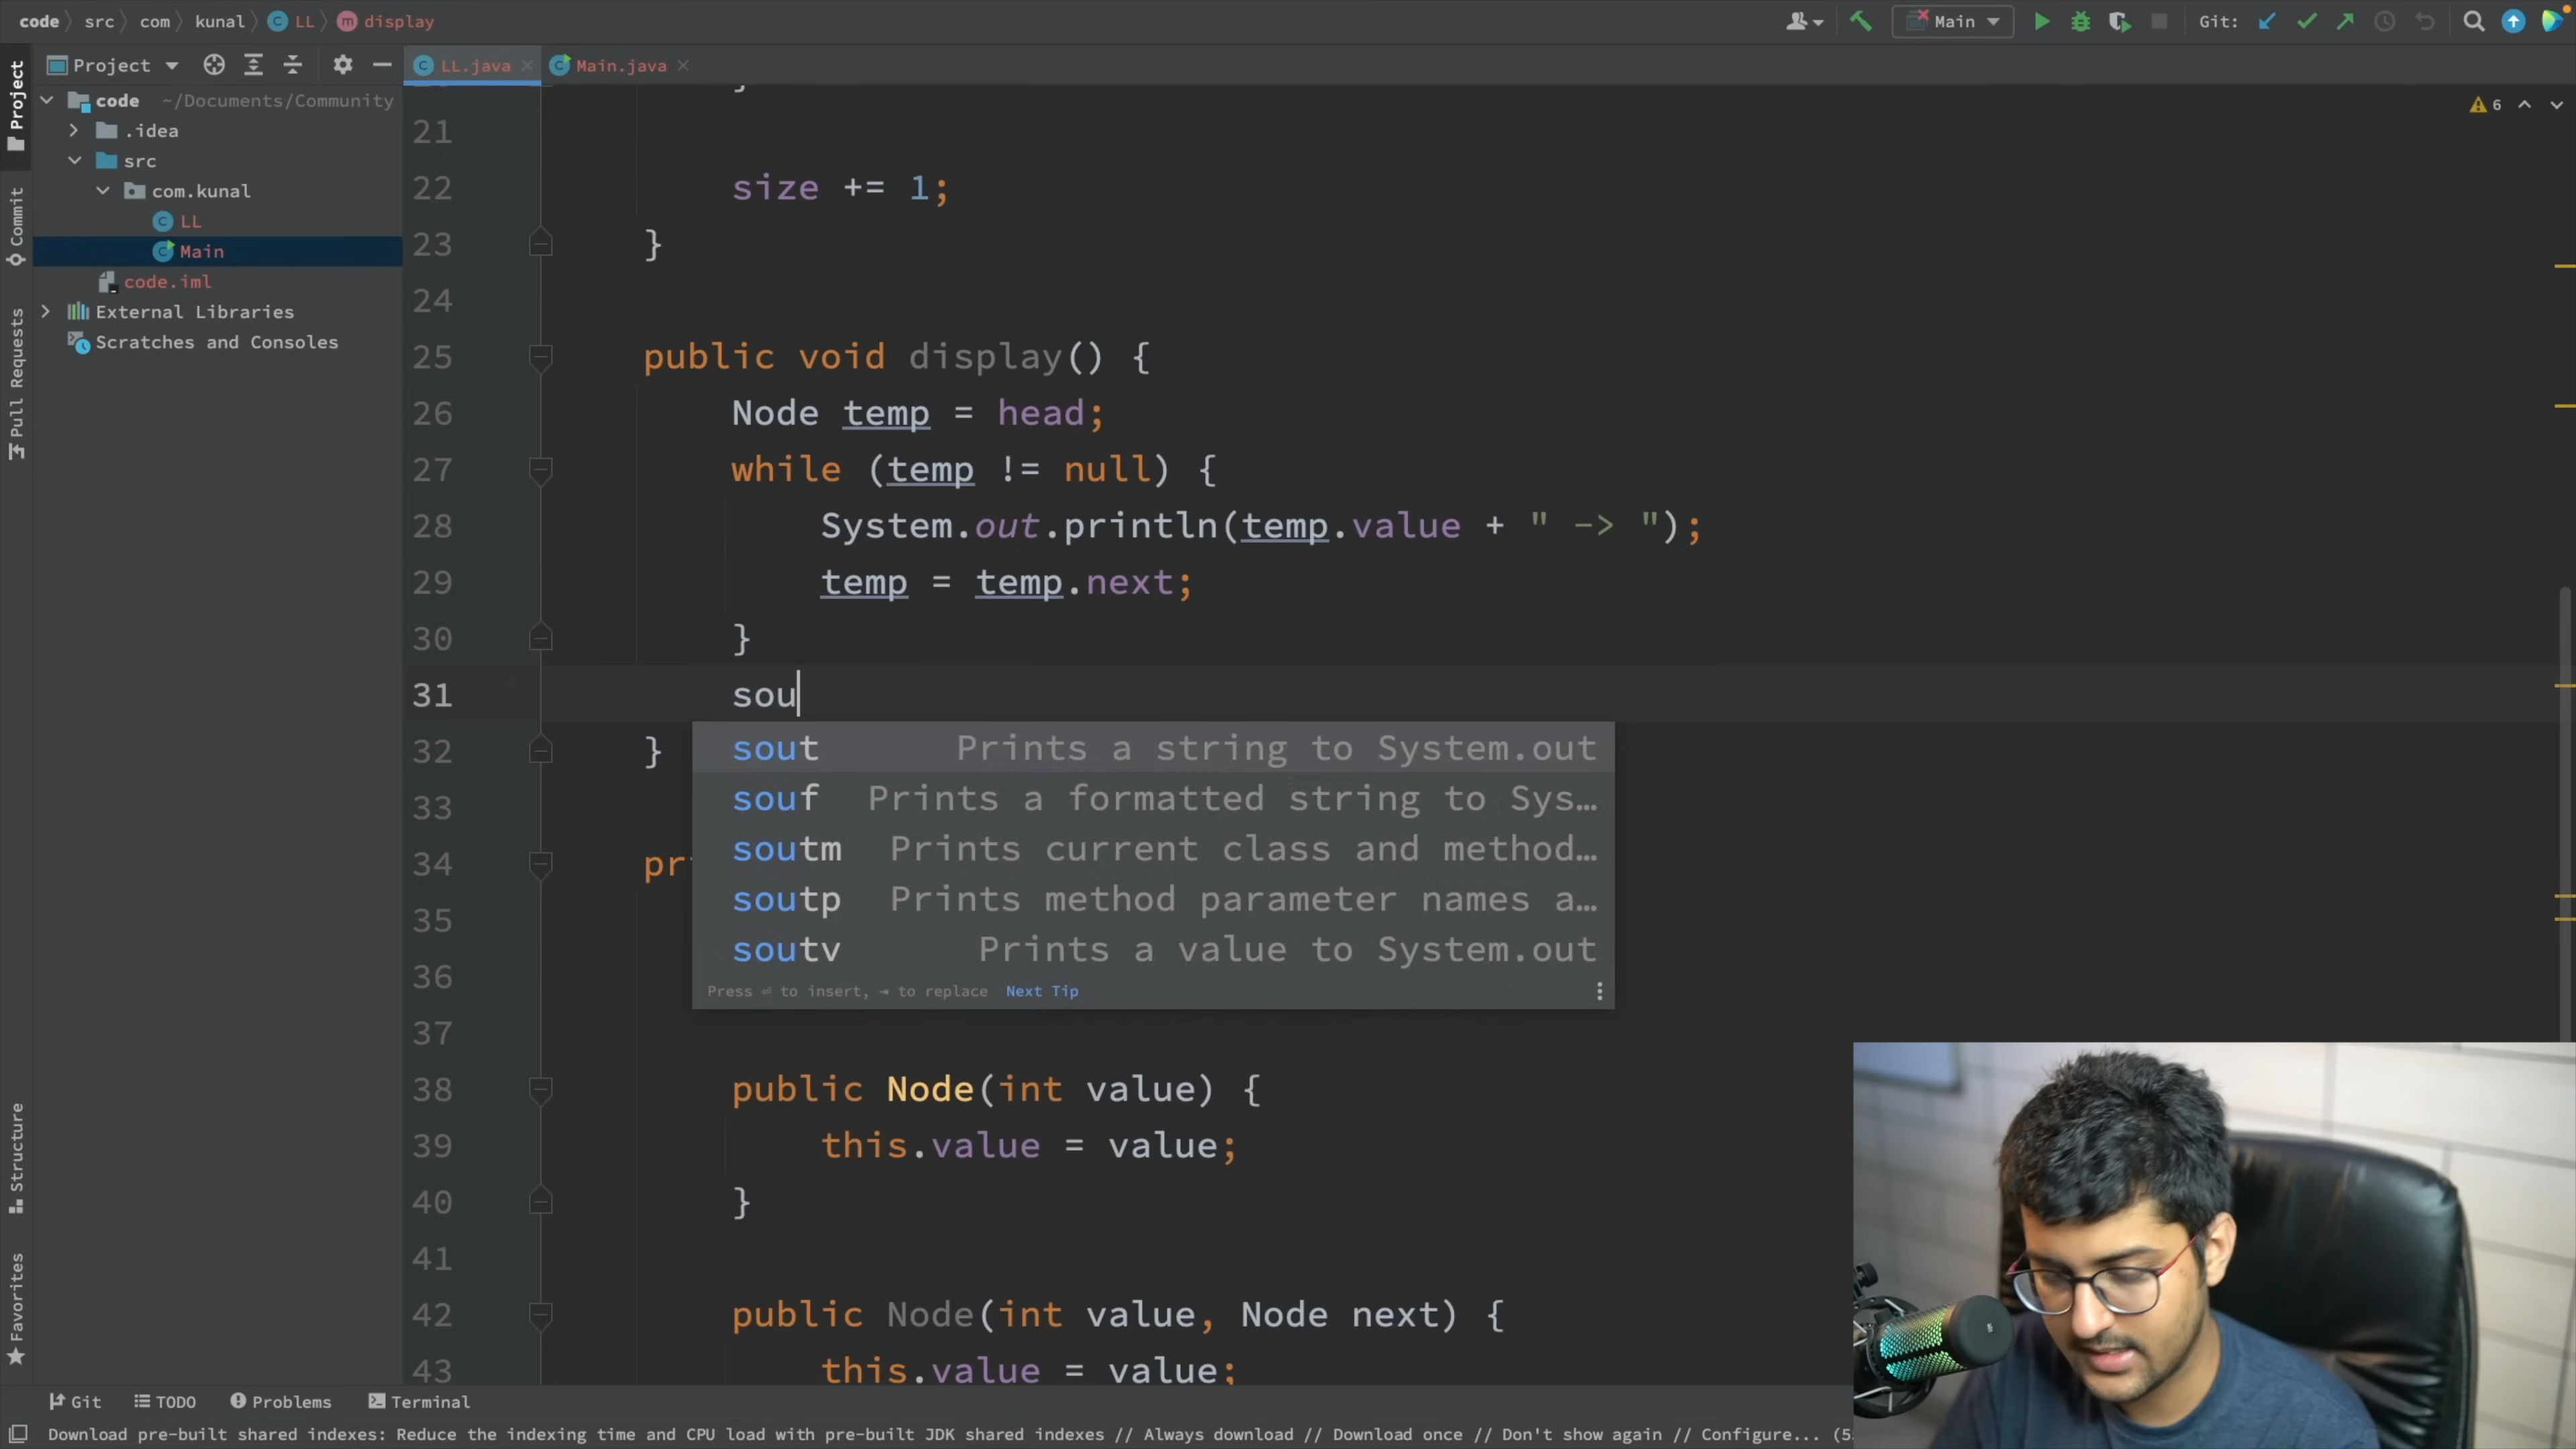 code src com kunal LL display
Main Git:
Project
LL.java Main.java
6
code ~/Documents/Community
.idea
src
com.kunal
LL
Main
code.iml
External Libraries
Scratches and Consoles
Project
Commit
Pull Requests
Structure
Favorites
21
22 size += 1;
23 }
24
25 public void display() {
26 Node temp = head;
27 while (temp != null) {
28 System.out.println(temp.value + " -> ");
29 temp = temp.next;
30 }
31 sou
32 }
33
34 pr
35
36
37
sout Prints a string to System.out
souf Prints a formatted string to Sys…
soutm Prints current class and method…
soutp Prints method parameter names a…
soutv Prints a value to System.out
Press ⏎ to insert, ⇥ to replace Next Tip
38 public Node(int value) {
39 this.value = value;
40 }
41
42 public Node(int value, Node next) {
43 this.value = value;
Git TODO Problems Terminal
Download pre-built shared indexes: Reduce the indexing time and CPU load with pre-built JDK shared indexes // Always download // Download once // Don't show again // Configure...